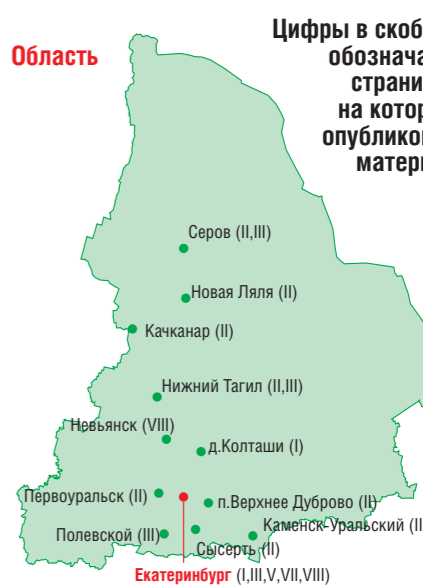 Область
Цифры в скоб
обознача
страни
на котор
опубликов
матери
Серов (II,III)
Новая Ляля (II)
Качканар (II)
Нижний Тагил (II,III)
Невьянск (VIII)
д.Колташи (I)
Первоуральск (II)
п.Верхнее Дуброво (II)
Каменск-Уральский (II
Полевской (III)
Сысерть (II)
Екатеринбург (I,III,V,VII,VIII)